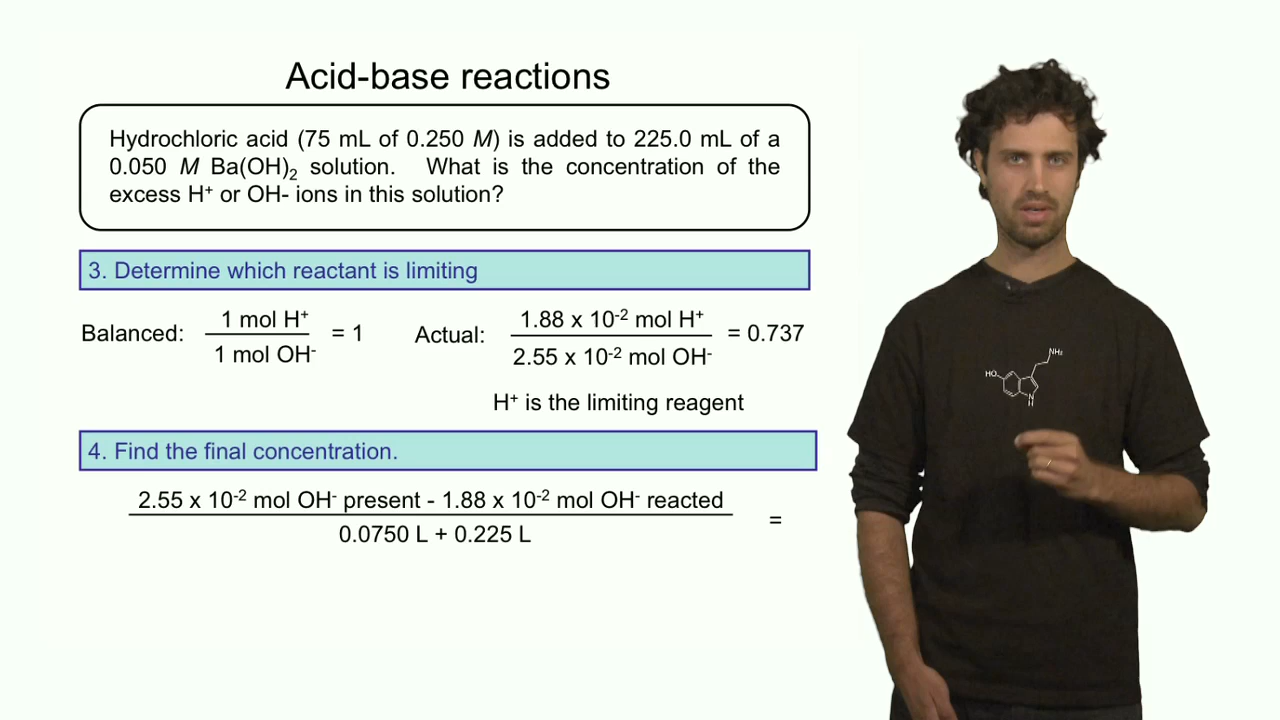 Acid-base reactions
Hydrochloric acid (75 mL of 0.250 M) is added to 225.0 mL of a
0.050 M Ba(OH)₂ solution. What is the concentration of the
excess H⁺ or OH- ions in this solution?
3. Determine which reactant is limiting
Balanced: 1 mol H⁺ / 1 mol OH⁻ = 1 Actual: 1.88 x 10⁻² mol H⁺ / 2.55 x 10⁻² mol OH⁻ = 0.737
H⁺ is the limiting reagent
4. Find the final concentration.
2.55 x 10⁻² mol OH⁻ present - 1.88 x 10⁻² mol OH⁻ reacted
0.0750 L + 0.225 L
=
NH₂
HO
N
H